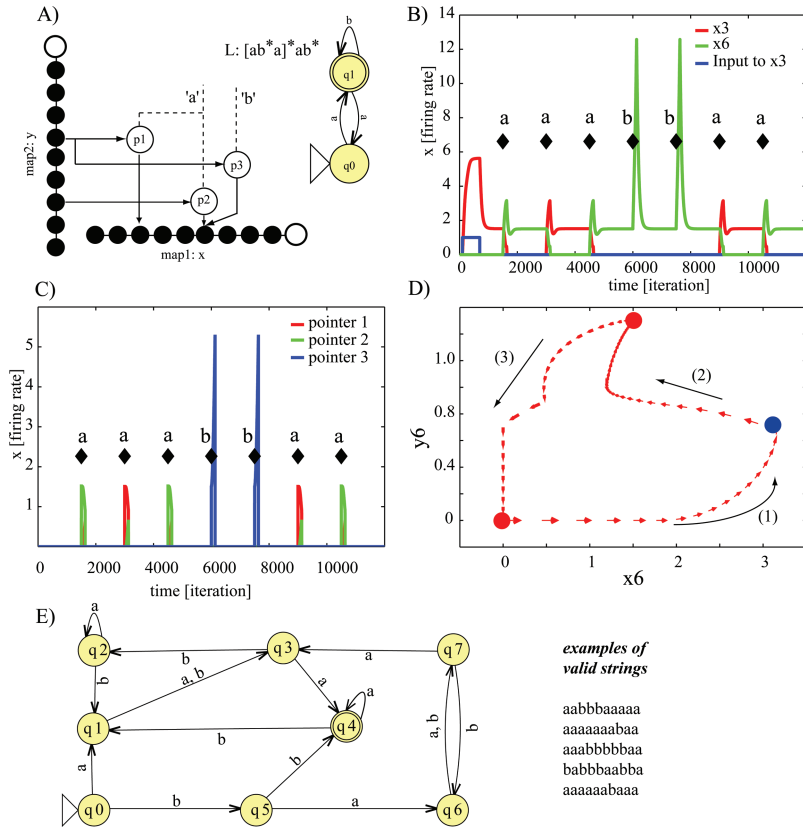 A)
L: [ab*a]*ab*
b
q1
a
a
q0
'a'
'b'
p1
p3
p2
map2: y
map1: x
B)
x3
x6
Input to x3
a a a b b a a
x [firing rate]
14
12
10
8
6
4
2
0
0 2000 4000 6000 8000 10000
time [iteration]
C)
pointer 1
pointer 2
pointer 3
a a a b b a a
x [firing rate]
5
4
3
2
1
0 2000 4000 6000 8000 10000
time [iteration]
D)
(3)
(2)
(1)
y6
1.2
0.8
0.4
0
0 1 2 3
x6
E)
a
q2
b
q3
a
q7
b
a, b
a
a
q4
a, b
b
q1
b
a
b
q0
b
q5
a
q6
examples of
valid strings
aabbbaaaaa
aaaaaaabaa
aaabbbbbaa
babbbaabba
aaaaaabaaa